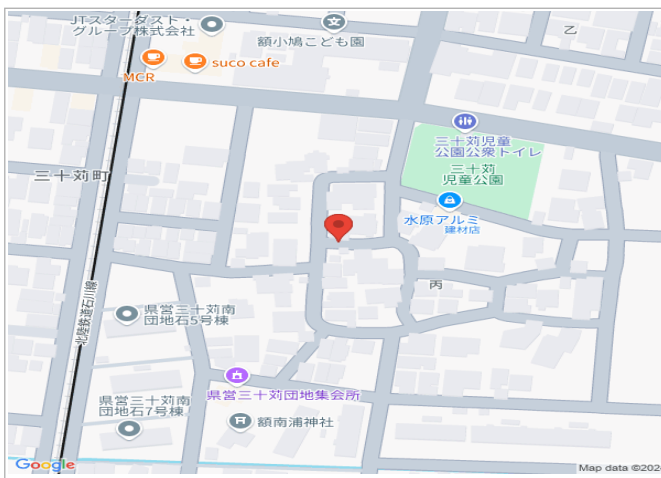 JTスターダスト・
グループ株式会社
額小鳩こども園
乙
MCR
suco cafe
三十苅児童
公園公衆トイレ
三十苅町
三十苅
児童公園
水原アルミ
建材店
丙
北陸鉄道石川線
県営三十苅南
団地石5号棟
県営三十苅団地集会所
県営三十苅南
団地石7号棟
額南浦神社
Google
Map data ©202